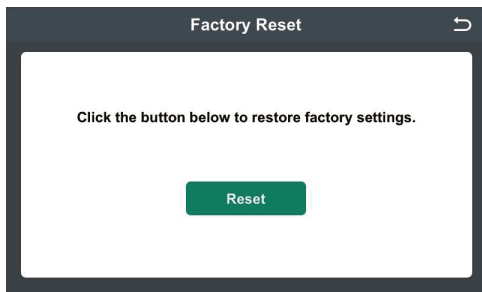 Factory Reset
Click the button below to restore factory settings.
Reset